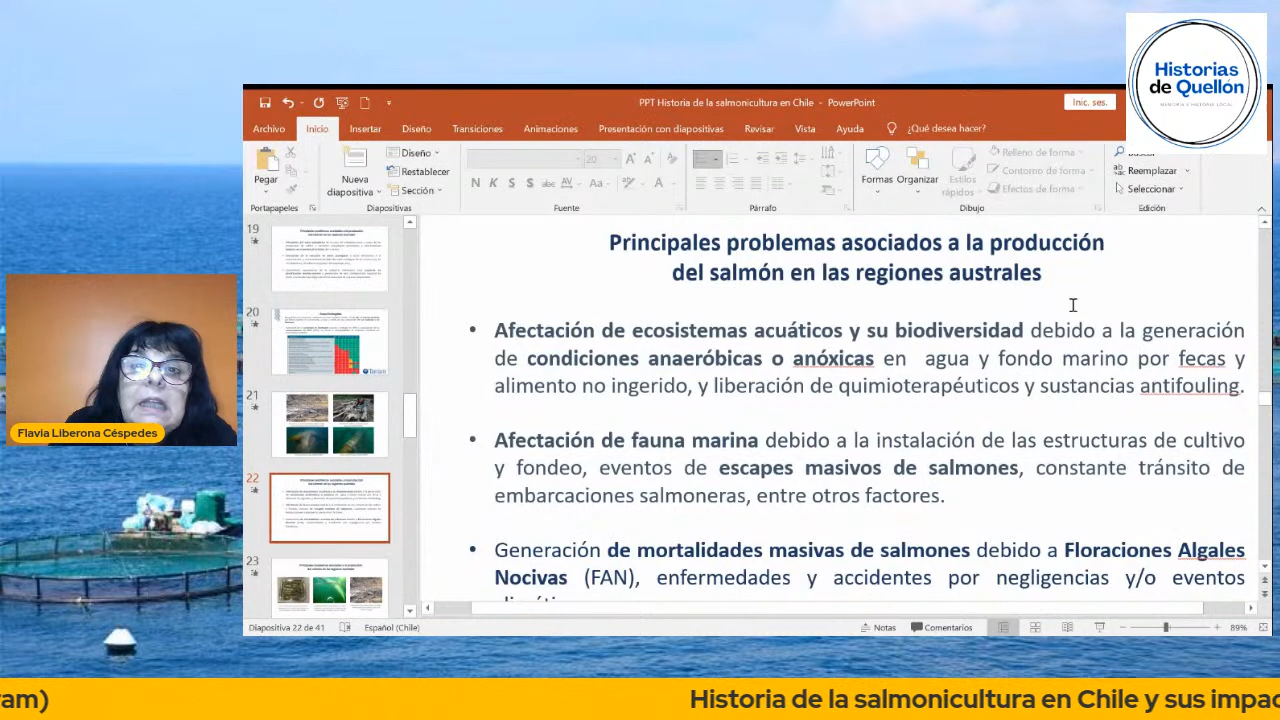 Historias
de Quellón
MEMORIA E HISTORIA LOCAL
PPT Historia de la salmonicultura en Chile - PowerPoint
Inic. ses.
Archivo
Inicio
Insertar
Diseño
Transiciones
Animaciones
Presentación con diapositivas
Revisar
Vista
Ayuda
¿Qué desea hacer?
Pegar
Nueva
diapositiva
Diseño
Restablecer
Sección
20
N K S S abc AV Aa A
Formas
Organizar
Estilos
rápidos
Relleno de forma
Contorno de forma
Efectos de forma
Reemplazar
Seleccionar
Portapapeles
Diapositivas
Fuente
Párrafo
Dibujo
Edición
19
20
21
22
23
Principales problemas asociados a la producción
del salmón en las regiones australes
• Afectación de ecosistemas acuáticos y su biodiversidad debido a la generación
de condiciones anaeróbicas o anóxicas en agua y fondo marino por fecas y
alimento no ingerido, y liberación de quimioterapéuticos y sustancias antifouling.
• Afectación de fauna marina debido a la instalación de las estructuras de cultivo
y fondeo, eventos de escapes masivos de salmones, constante tránsito de
embarcaciones salmoneras, entre otros factores.
• Generación de mortalidades masivas de salmones debido a Floraciones Algales
Nocivas (FAN), enfermedades y accidentes por negligencias y/o eventos
Flavia Liberona Céspedes
Diapositiva 22 de 41
Español (Chile)
Notas
Comentarios
89%
ram)
Historia de la salmonicultura en Chile y sus impac